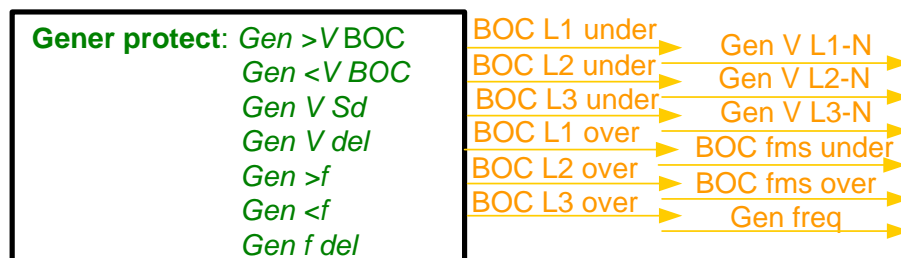 Gener protect: Gen >V BOC
Gen <V BOC
Gen V Sd
Gen V del
Gen >f
Gen <f
Gen f del
BOC L1 under
BOC L2 under
BOC L3 under
BOC L1 over
BOC L2 over
BOC L3 over
Gen V L1-N
Gen V L2-N
Gen V L3-N
BOC fms under
BOC fms over
Gen freq